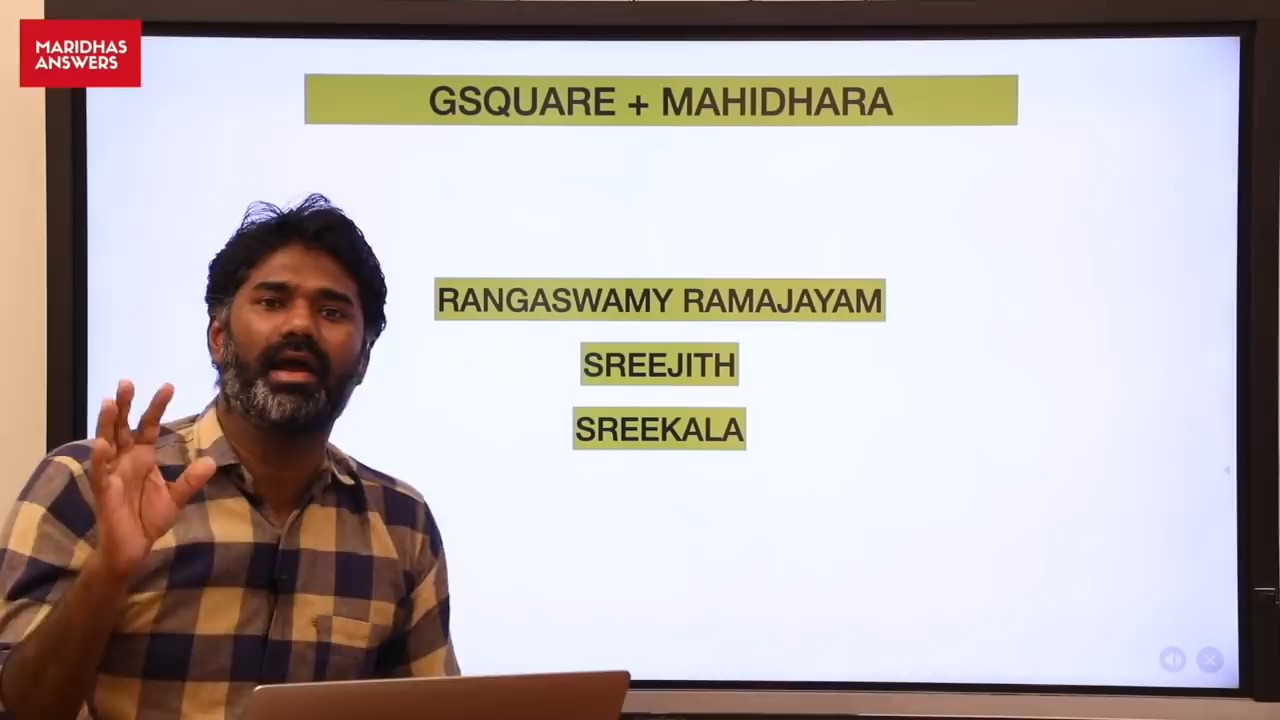 MARIDHAS
ANSWERS
GSQUARE + MAHIDHARA
RANGASWAMY RAMAJAYAM
SREEJITH
SREEKALA